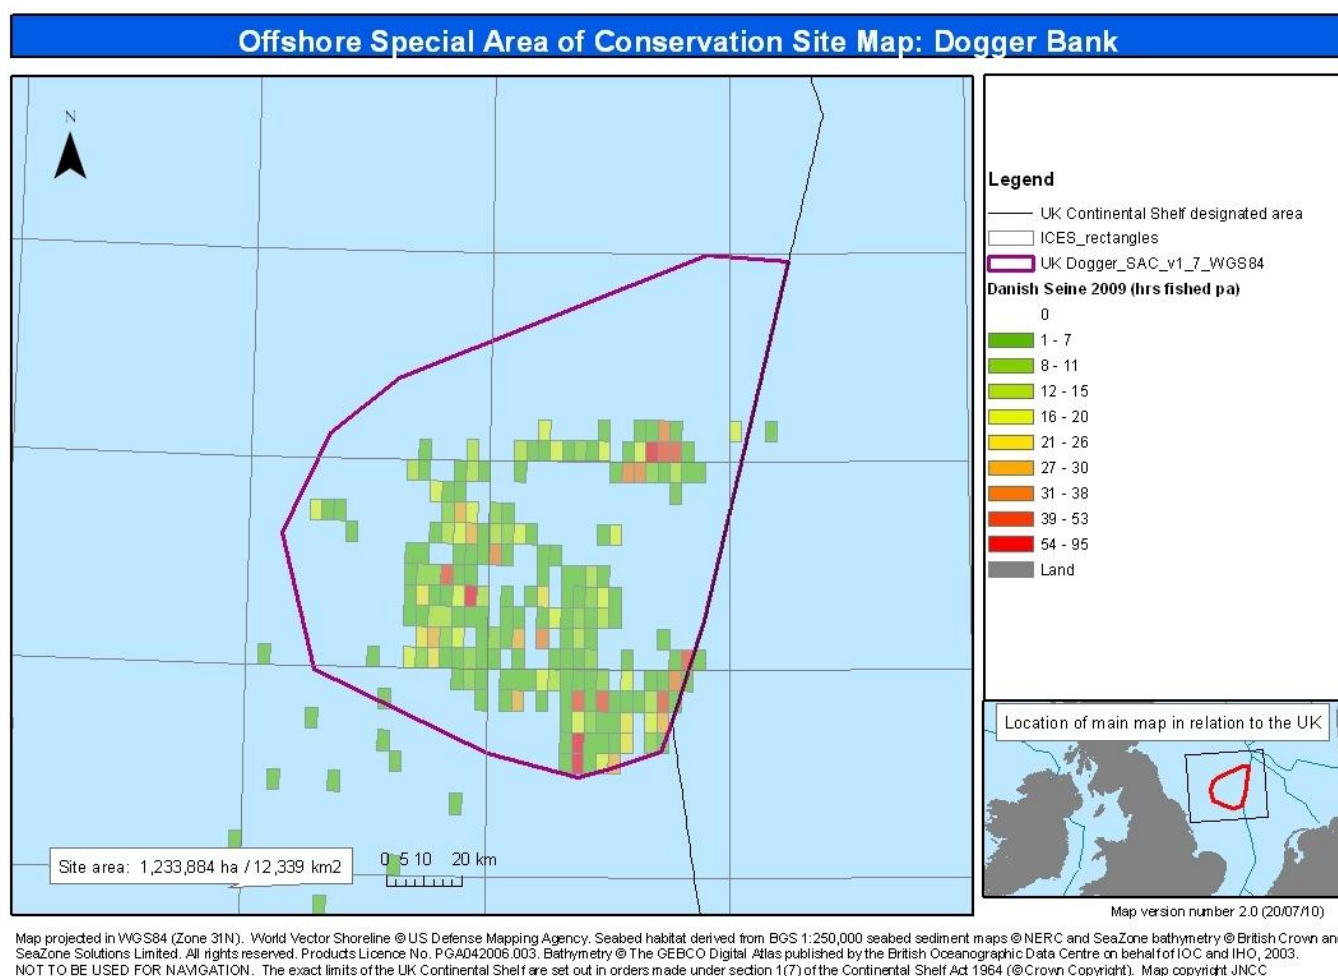 Offshore Special Area of Conservation Site Map: Dogger Bank
N
Legend
UK Continental Shelf designated area
ICES_rectangles
UK Dogger_SAC_v1_7_WGS84
Danish Seine 2009 (hrs fished pa)
0
1 - 7
8 - 11
12 - 15
16 - 20
21 - 26
27 - 30
31 - 38
39 - 53
54 - 95
Land
Location of main map in relation to the UK
Site area: 1,233,884 ha / 12,339 km2
0 5 10 20 km
Map version number 2.0 (20/07/10)
Map projected in WGS84 (Zone 31N). World Vector Shoreline © US Defense Mapping Agency. Seabed habitat derived from BGS 1:250,000 seabed sediment maps © NERC and SeaZone bathymetry © British Crown and
SeaZone Solutions Limited. All rights reserved. Products Licence No. PGA042006.003. Bathymetry © The GEBCO Digital Atlas published by the British Oceanographic Data Centre on behalf of IOC and IHO, 2003.
NOT TO BE USED FOR NAVIGATION. The exact limits of the UK Continental Shelf are set out in orders made under section 1(7) of the Continental Shelf Act 1964 (© Crown Copyright). Map copyright JNCC